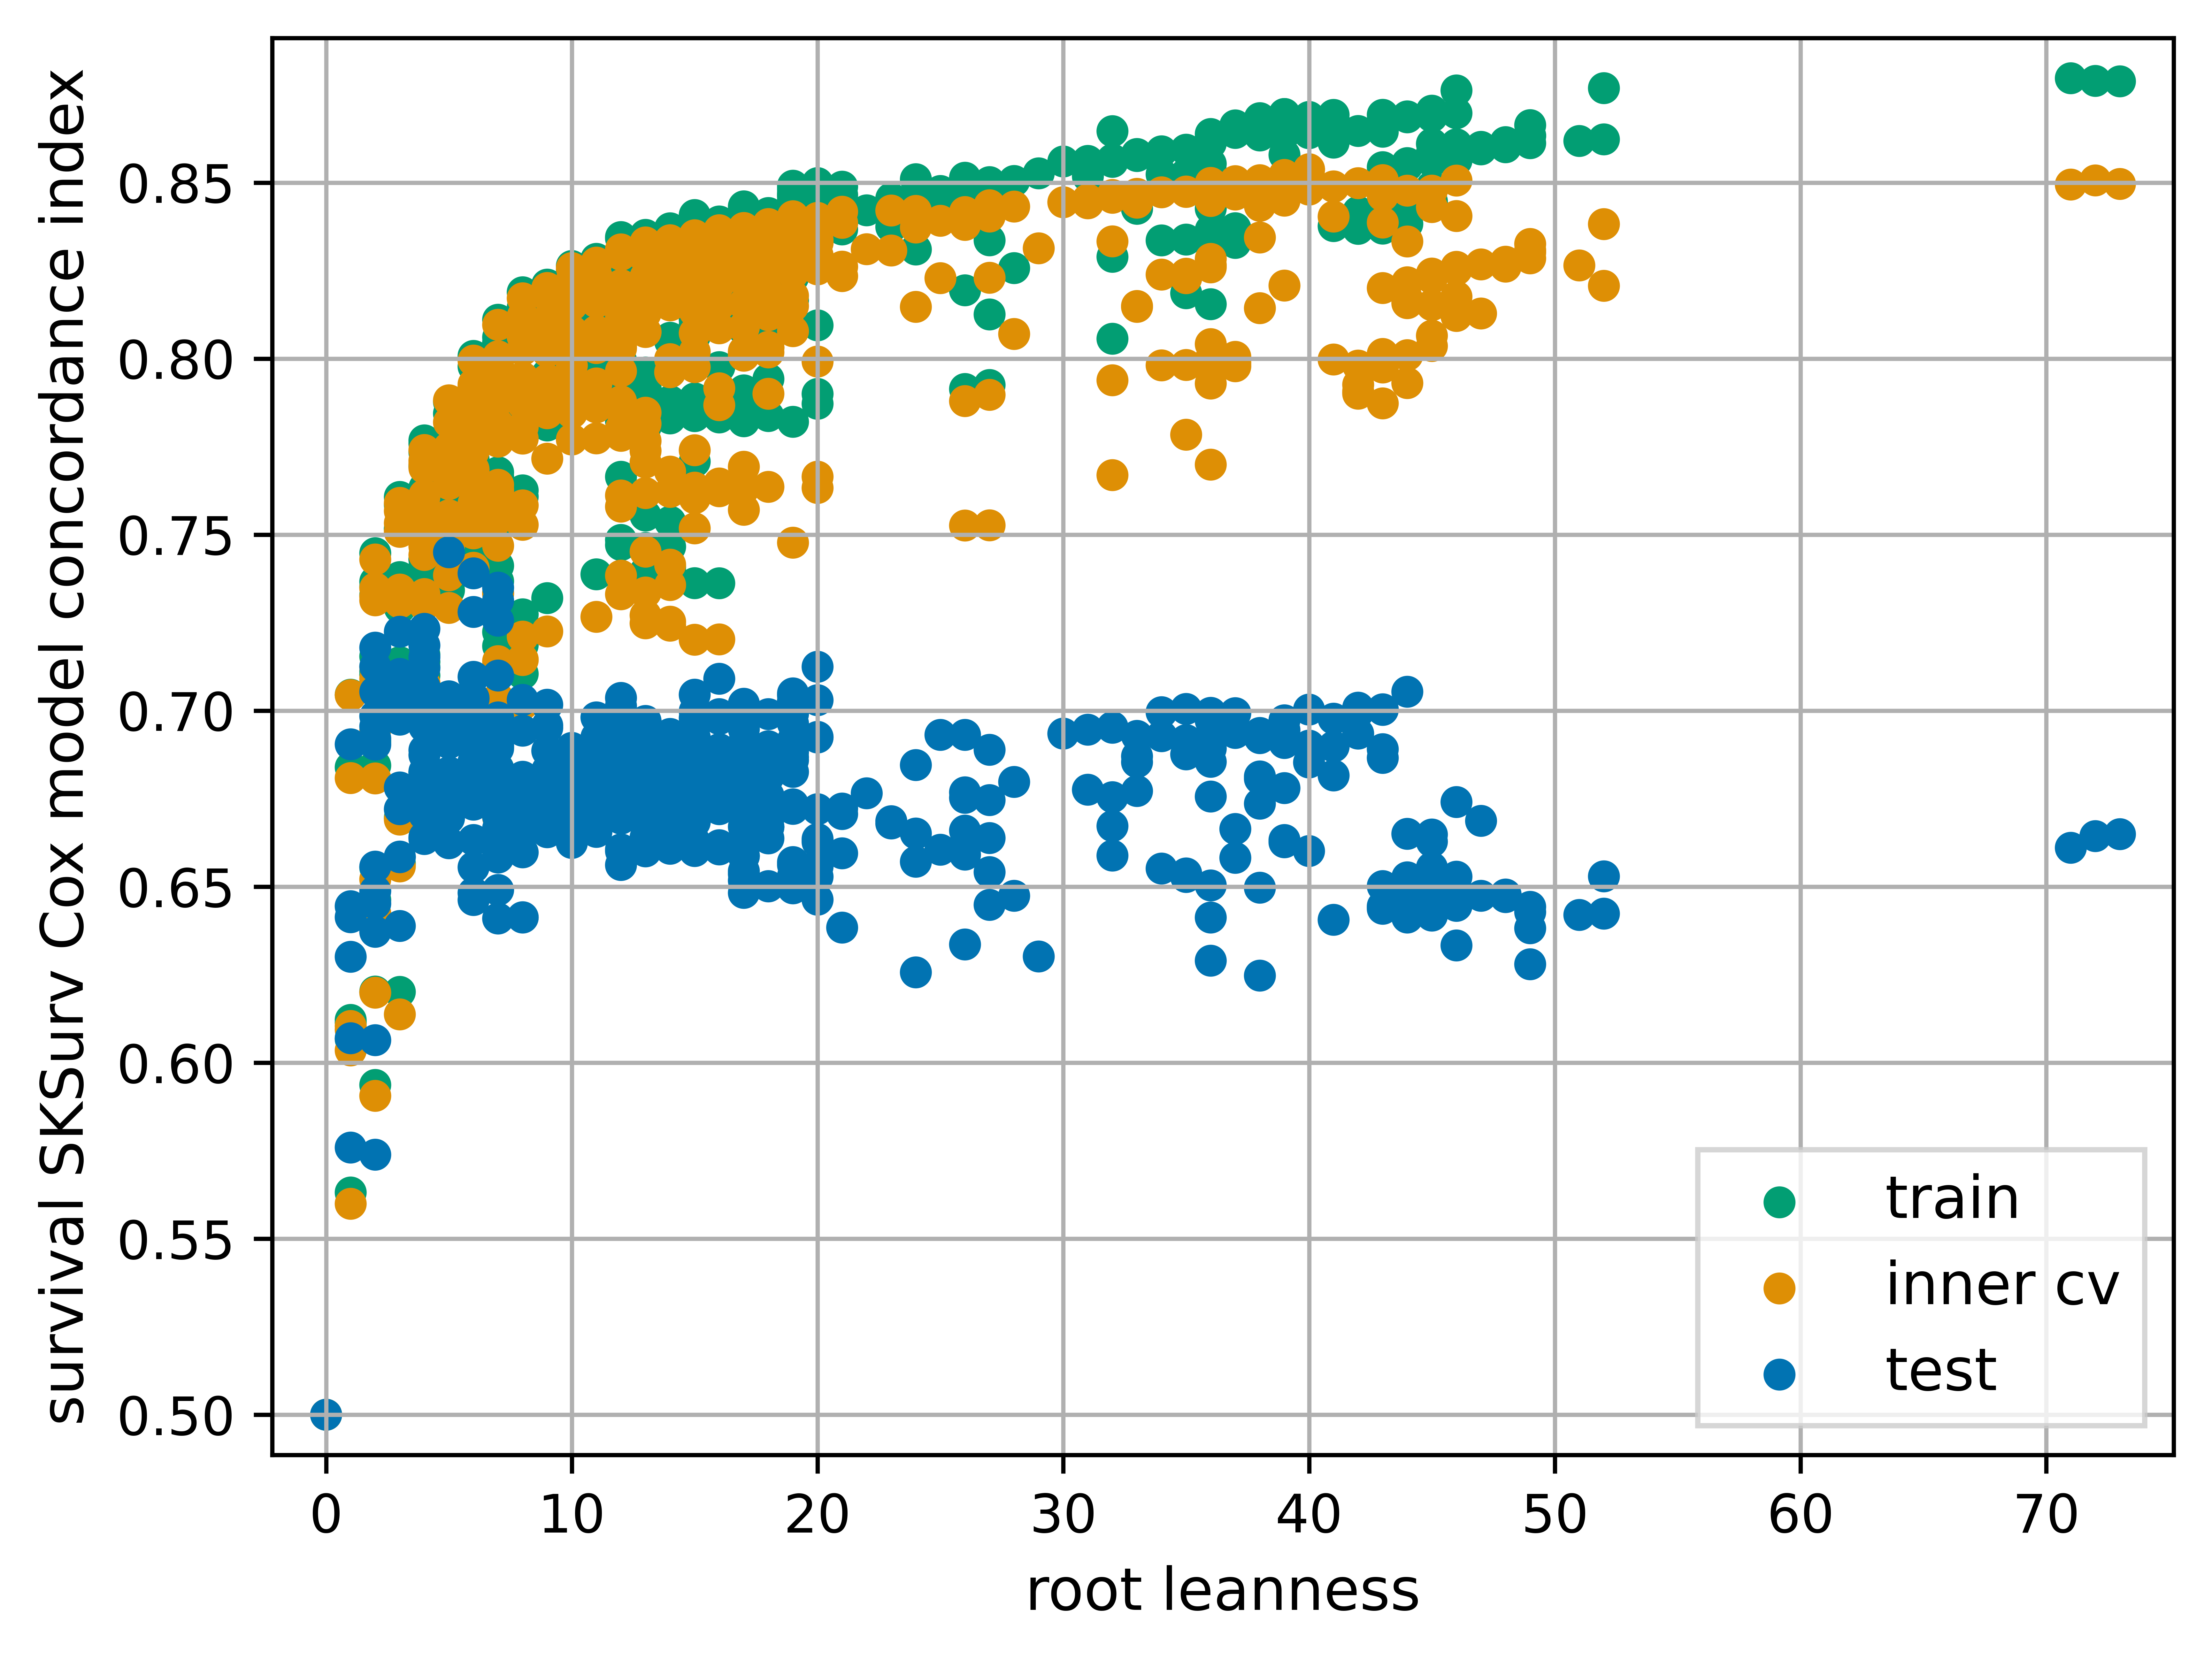 survival SKSurv Cox model concordance index
0.85
0.80
0.75
0.70
0.65
0.60
0.55
0.50
0 10 20 30 40 50 60 70
root leanness
train
inner cv
test